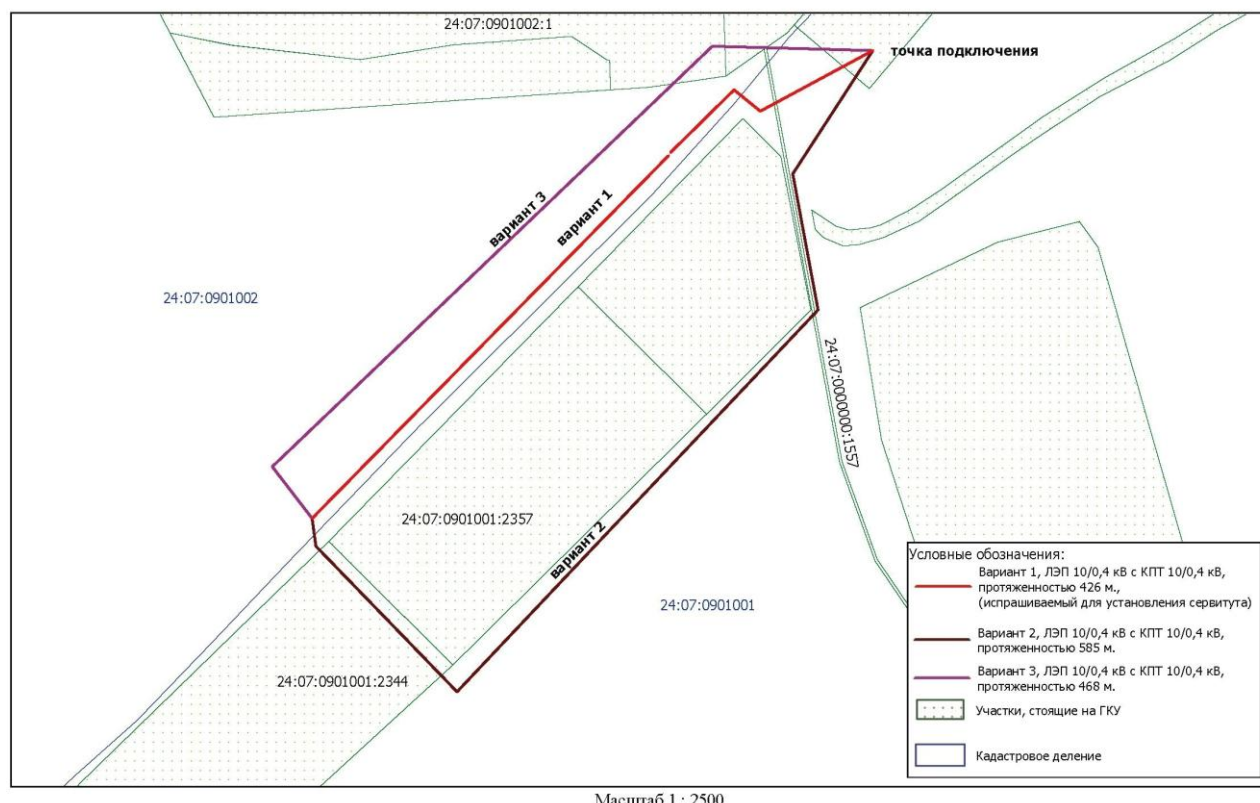 24:07:0901002:1
точка подключения
вариант 3
вариант 1
24:07:0901002
24:07:0000000:1557
24:07:0901001:2357
вариант 2
24:07:0901001
24:07:0901001:2344
Условные обозначения:
Вариант 1, ЛЭП 10/0,4 кВ с КПТ 10/0,4 кВ,
протяженностью 426 м.,
(испрашиваемый для установления сервитута)
Вариант 2, ЛЭП 10/0,4 кВ с КПТ 10/0,4 кВ,
протяженностью 585 м.
Вариант 3, ЛЭП 10/0,4 кВ с КПТ 10/0,4 кВ,
протяженностью 468 м.
Участки, стоящие на ГКУ
Кадастровое деление
Масштаб 1 : 2500